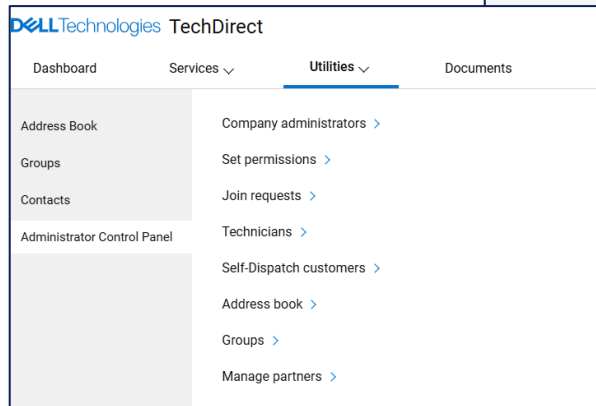 DELLTechnologies TechDirect
Dashboard Services Utilities Documents
Address Book
Groups
Contacts
Administrator Control Panel
Company administrators >
Set permissions >
Join requests >
Technicians >
Self-Dispatch customers >
Address book >
Groups >
Manage partners >